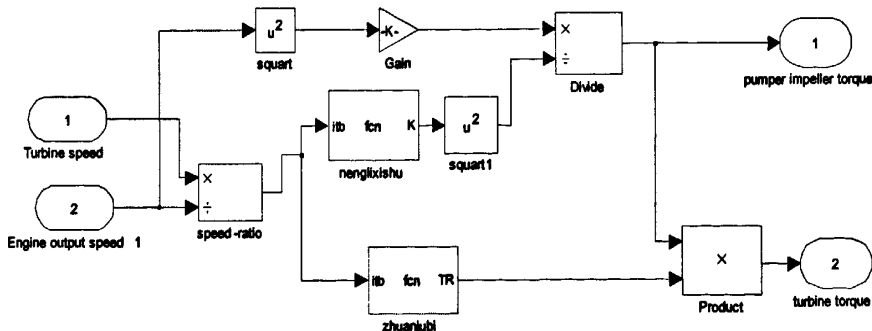 u²
squart
-K-
Gain
×
÷
Divide
1
pumper impeller torque
1
Turbine speed
itb fcn K
nenglixishu
u²
squart1
2
Engine output speed 1
×
÷
speed-ratio
itb fcn TR
zhuanjubi
×
Product
2
turbine torque